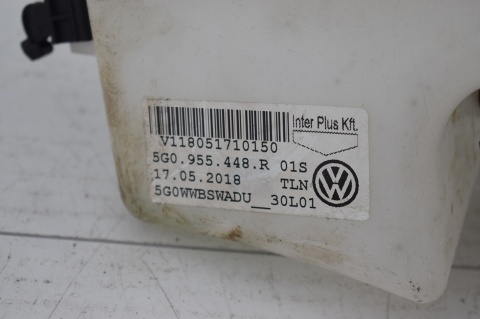 Inter Plus Kft.
V118051710150
5G0.955.448.R 01S
17.05.2018 TLN
5G0WWBSWADU__30L01